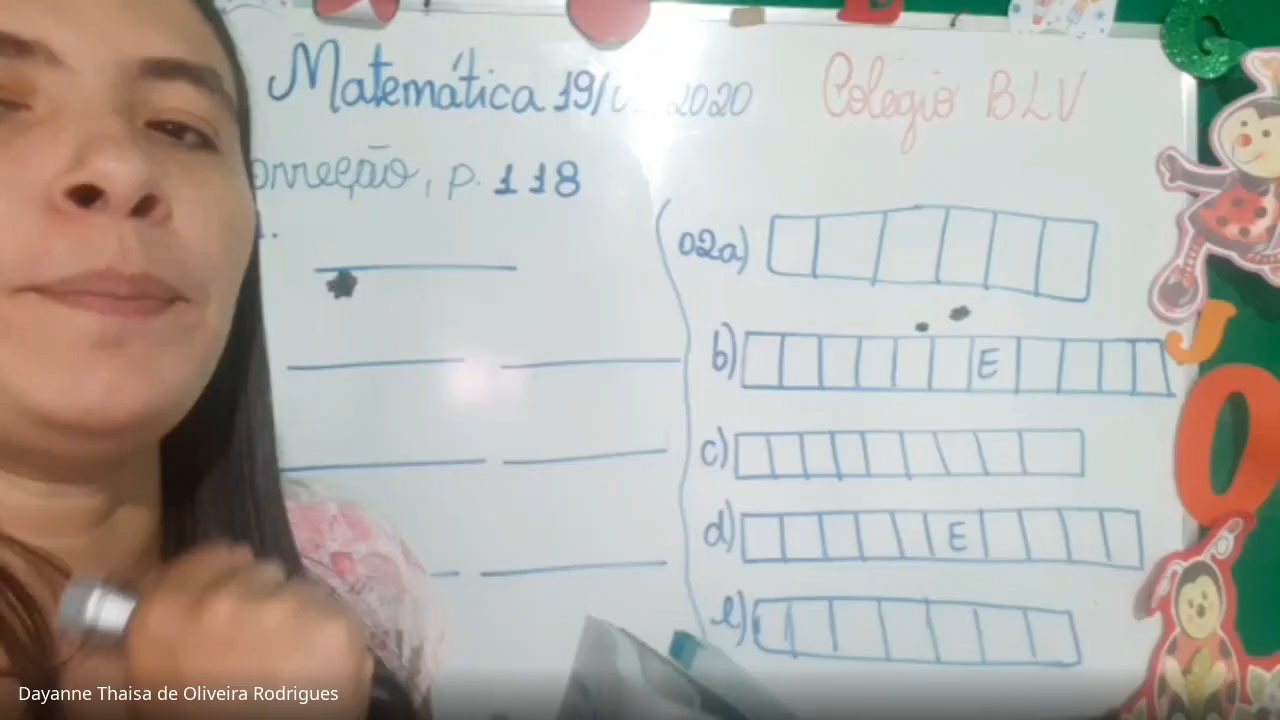 Matemática 19/ 2020 Colégio BLV
orreção, p. 118
02a)
b) E
c)
d) E
e)
G
J
O
Dayanne Thaisa de Oliveira Rodrigues